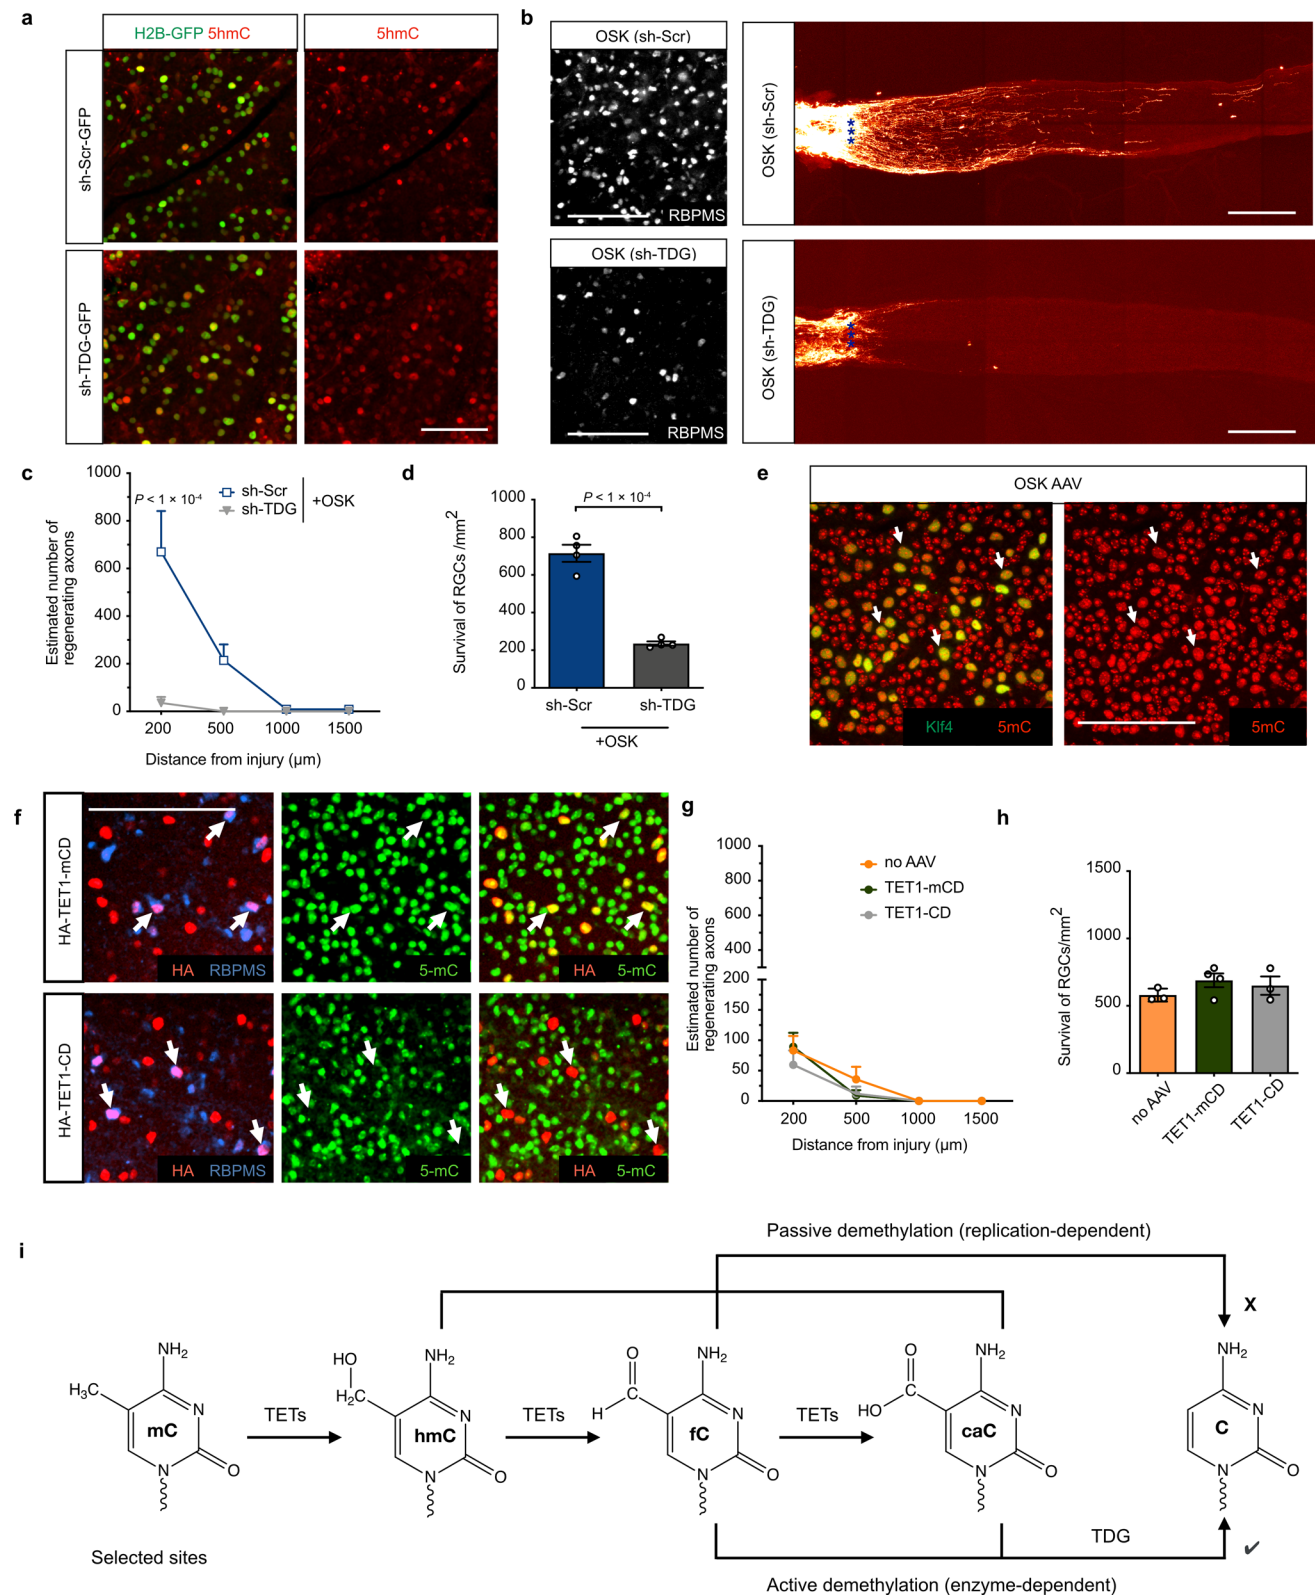 a
H2B-GFP 5hmC
5hmC
sh-Scr-GFP
sh-TDG-GFP
b
OSK (sh-Scr)
RBPMS
OSK (sh-Scr)
***
OSK (sh-TDG)
RBPMS
OSK (sh-TDG)
***
c
Estimated number of
regenerating axons
1000
800
600
400
200
0
P < 1 × 10-4
sh-Scr
sh-TDG
+OSK
200
500
1000
1500
Distance from injury (µm)
d
Survival of RGCs /mm2
1000
800
600
400
200
0
P < 1 × 10-4
sh-Scr
sh-TDG
+OSK
e
OSK AAV
Klf4
5mC
5mC
f
HA-TET1-mCD
HA
RBPMS
5-mC
HA
5-mC
HA-TET1-CD
HA
RBPMS
5-mC
HA
5-mC
g
Estimated number of
regenerating axons
1000
900
800
700
600
500
400
300
200
150
100
50
0
no AAV
TET1-mCD
TET1-CD
200
500
1000
1500
Distance from injury (µm)
h
Survival of RGCs/mm2
1500
1000
500
0
no AAV
TET1-mCD
TET1-CD
i
Passive demethylation (replication-dependent)
X
NH2
H3C
mC
N
N
O
TETs
HO
H2C
NH2
hmC
N
N
O
TETs
O
C
H
NH2
fC
N
N
O
TETs
O
C
HO
NH2
caC
N
N
O
NH2
C
N
N
O
TDG
✔
Selected sites
Active demethylation (enzyme-dependent)